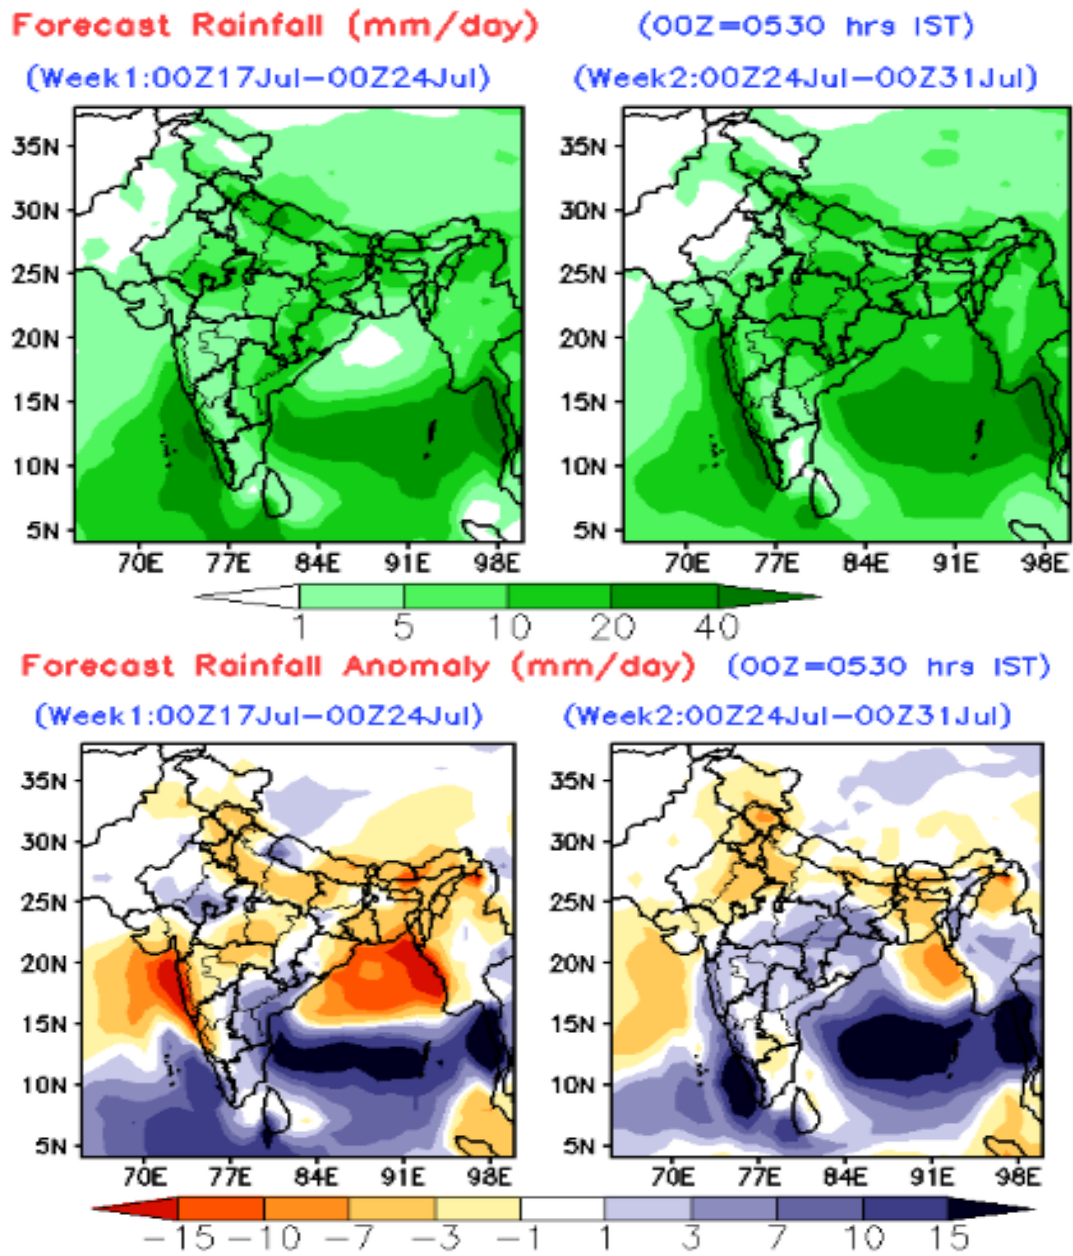 Forecast Rainfall (mm/day) (00Z=0530 hrs IST)
(Week1:00Z17Jul-00Z24Jul) (Week2:00Z24Jul-00Z31Jul)
35N 35N
30N 30N
25N 25N
20N 20N
15N 15N
10N 10N
5N 5N
70E 77E 84E 91E 98E 70E 77E 84E 91E 98E
1 5 10 20 40
Forecast Rainfall Anomaly (mm/day) (00Z=0530 hrs IST)
(Week1:00Z17Jul-00Z24Jul) (Week2:00Z24Jul-00Z31Jul)
35N 35N
30N 30N
25N 25N
20N 20N
15N 15N
10N 10N
5N 5N
70E 77E 84E 91E 98E 70E 77E 84E 91E 98E
-15 -10 -7 -3 -1 1 3 7 10 15